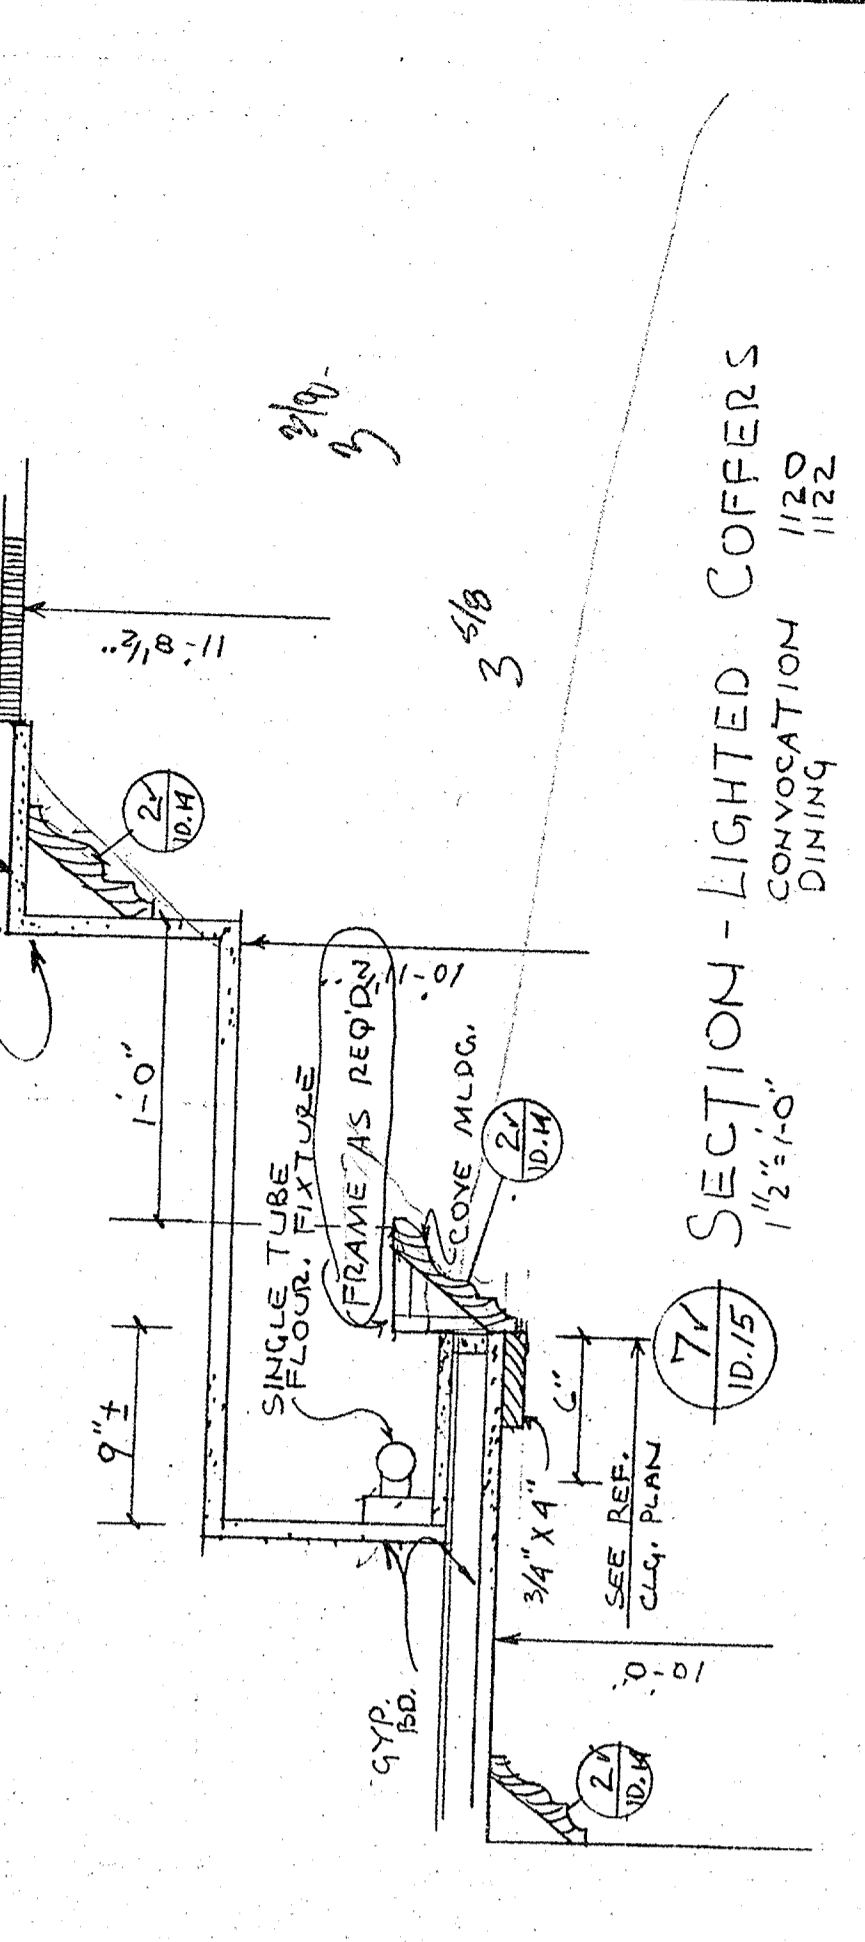 11'-8 1/2"
2
ID.14
1'-0"
10'-11 1/2"
9" ±
SINGLE TUBE
FLOUR. FIXTURE
FRAME AS REQ'D
COVE MLDG.
2
ID.14
GYP.
BD.
3/4" X 4"
6"
SEE REF.
CLG. PLAN
10'-0"
2
ID.14
3 5/8
7
ID.15
SECTION - LIGHTED COFFERS
1 1/2" = 1'-0"
CONVOCATION 1120
DINING 1122